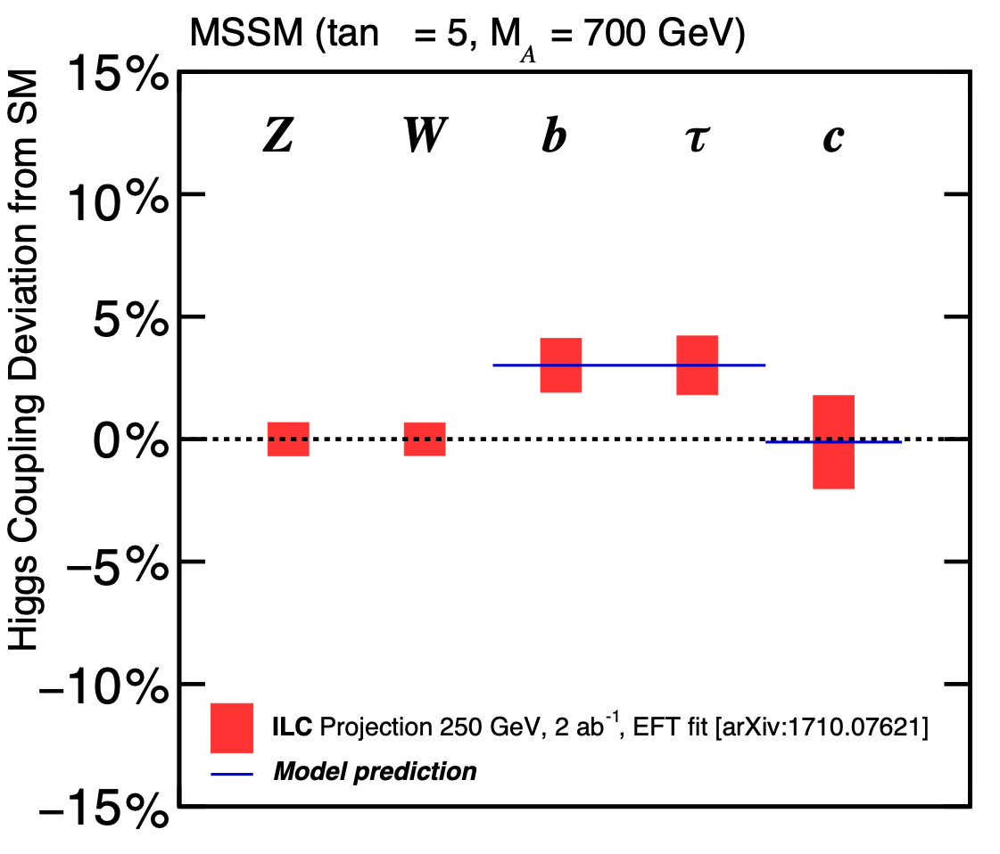 MSSM (tan = 5, M_A = 700 GeV)
Higgs Coupling Deviation from SM
15%
10%
5%
0%
−5%
−10%
−15%
Z W b τ c
ILC Projection 250 GeV, 2 ab⁻¹, EFT fit [arXiv:1710.07621]
Model prediction